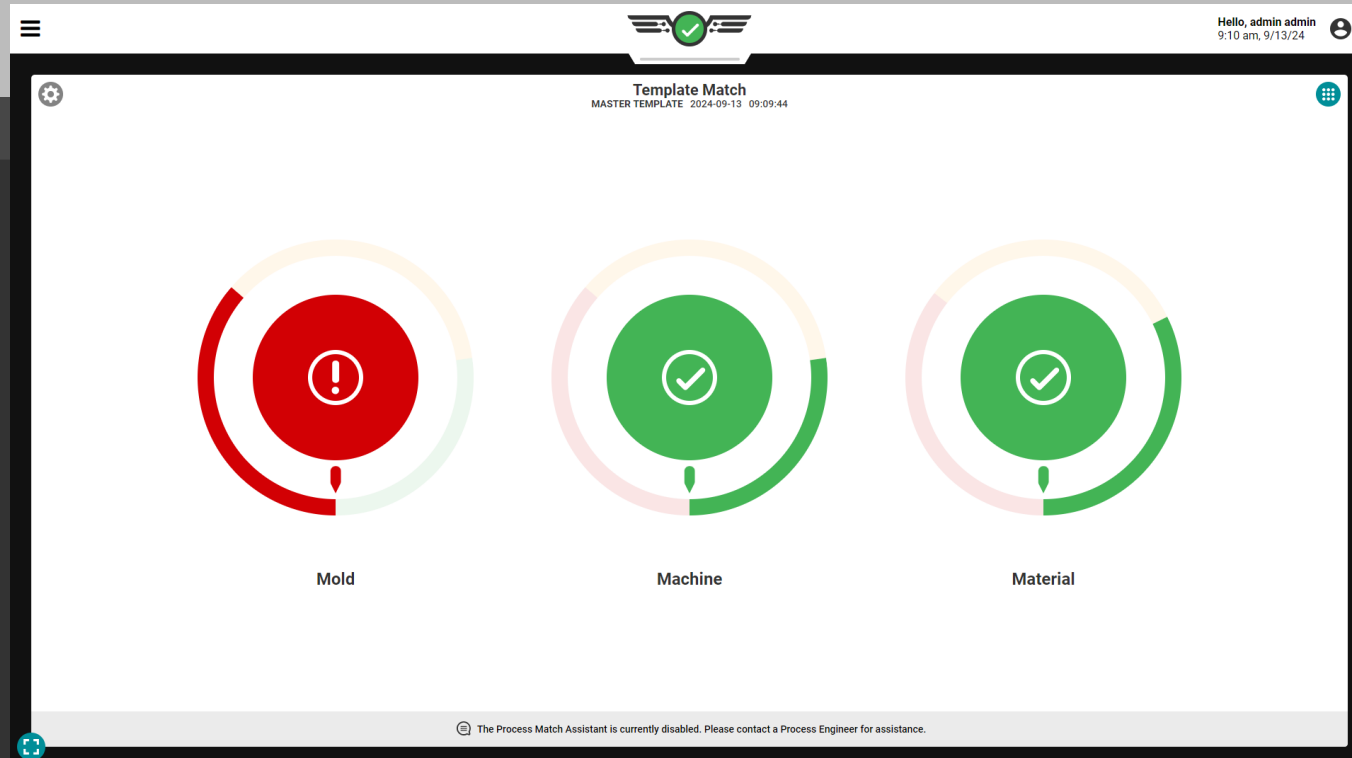 Hello, admin admin
9:10 am, 9/13/24
Template Match
MASTER TEMPLATE 2024-09-13 09:09:44
Mold
Machine
Material
The Process Match Assistant is currently disabled. Please contact a Process Engineer for assistance.